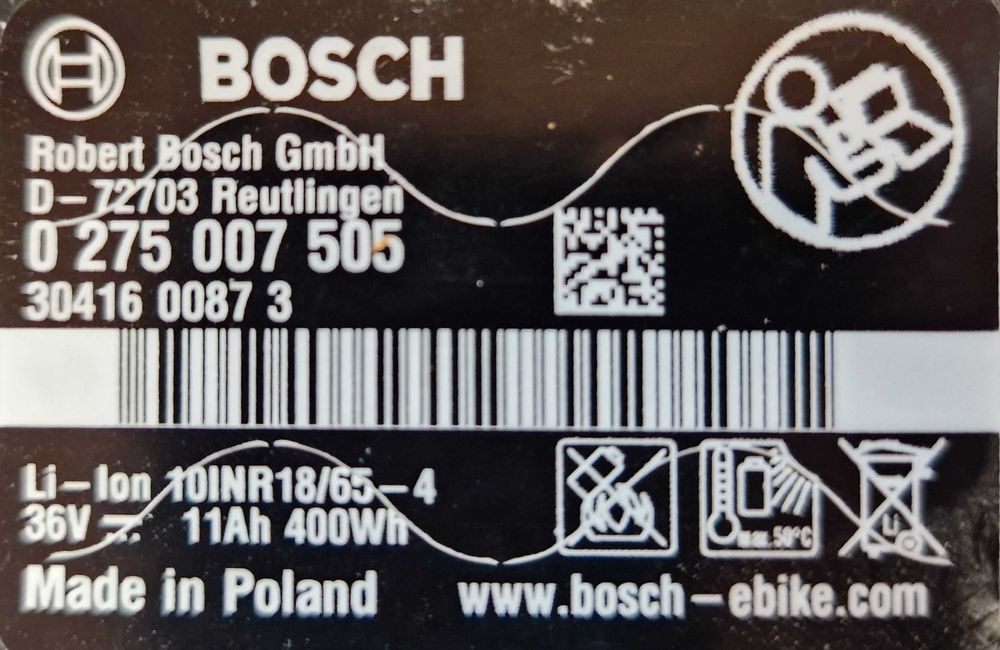 BOSCH
Robert Bosch GmbH
D-72703 Reutlingen
0 275 007 505
30416 0087 3
Li-Ion 10INR18/65-4
36V 11Ah 400Wh
max. 50°C
Li
Made in Poland
www.bosch-ebike.com